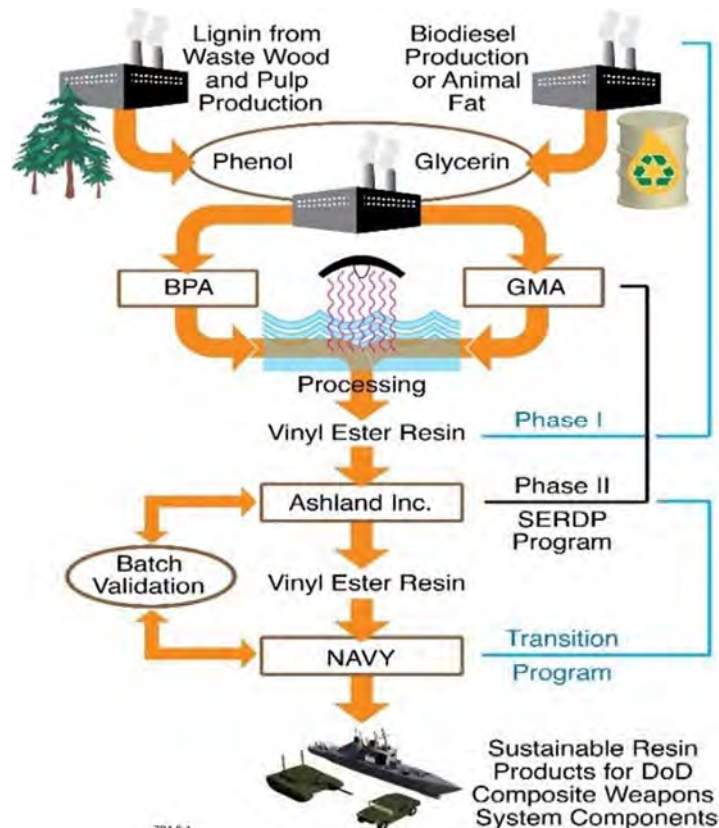 Lignin from
Waste Wood
and Pulp
Production
Biodiesel
Production
or Animal
Fat
Phenol
Glycerin
BPA
GMA
Processing
Vinyl Ester Resin
Phase I
Ashland Inc.
Phase II
SERDP
Program
Batch
Validation
Vinyl Ester Resin
NAVY
Transition
Program
Sustainable Resin
Products for DoD
Composite Weapons
System Components